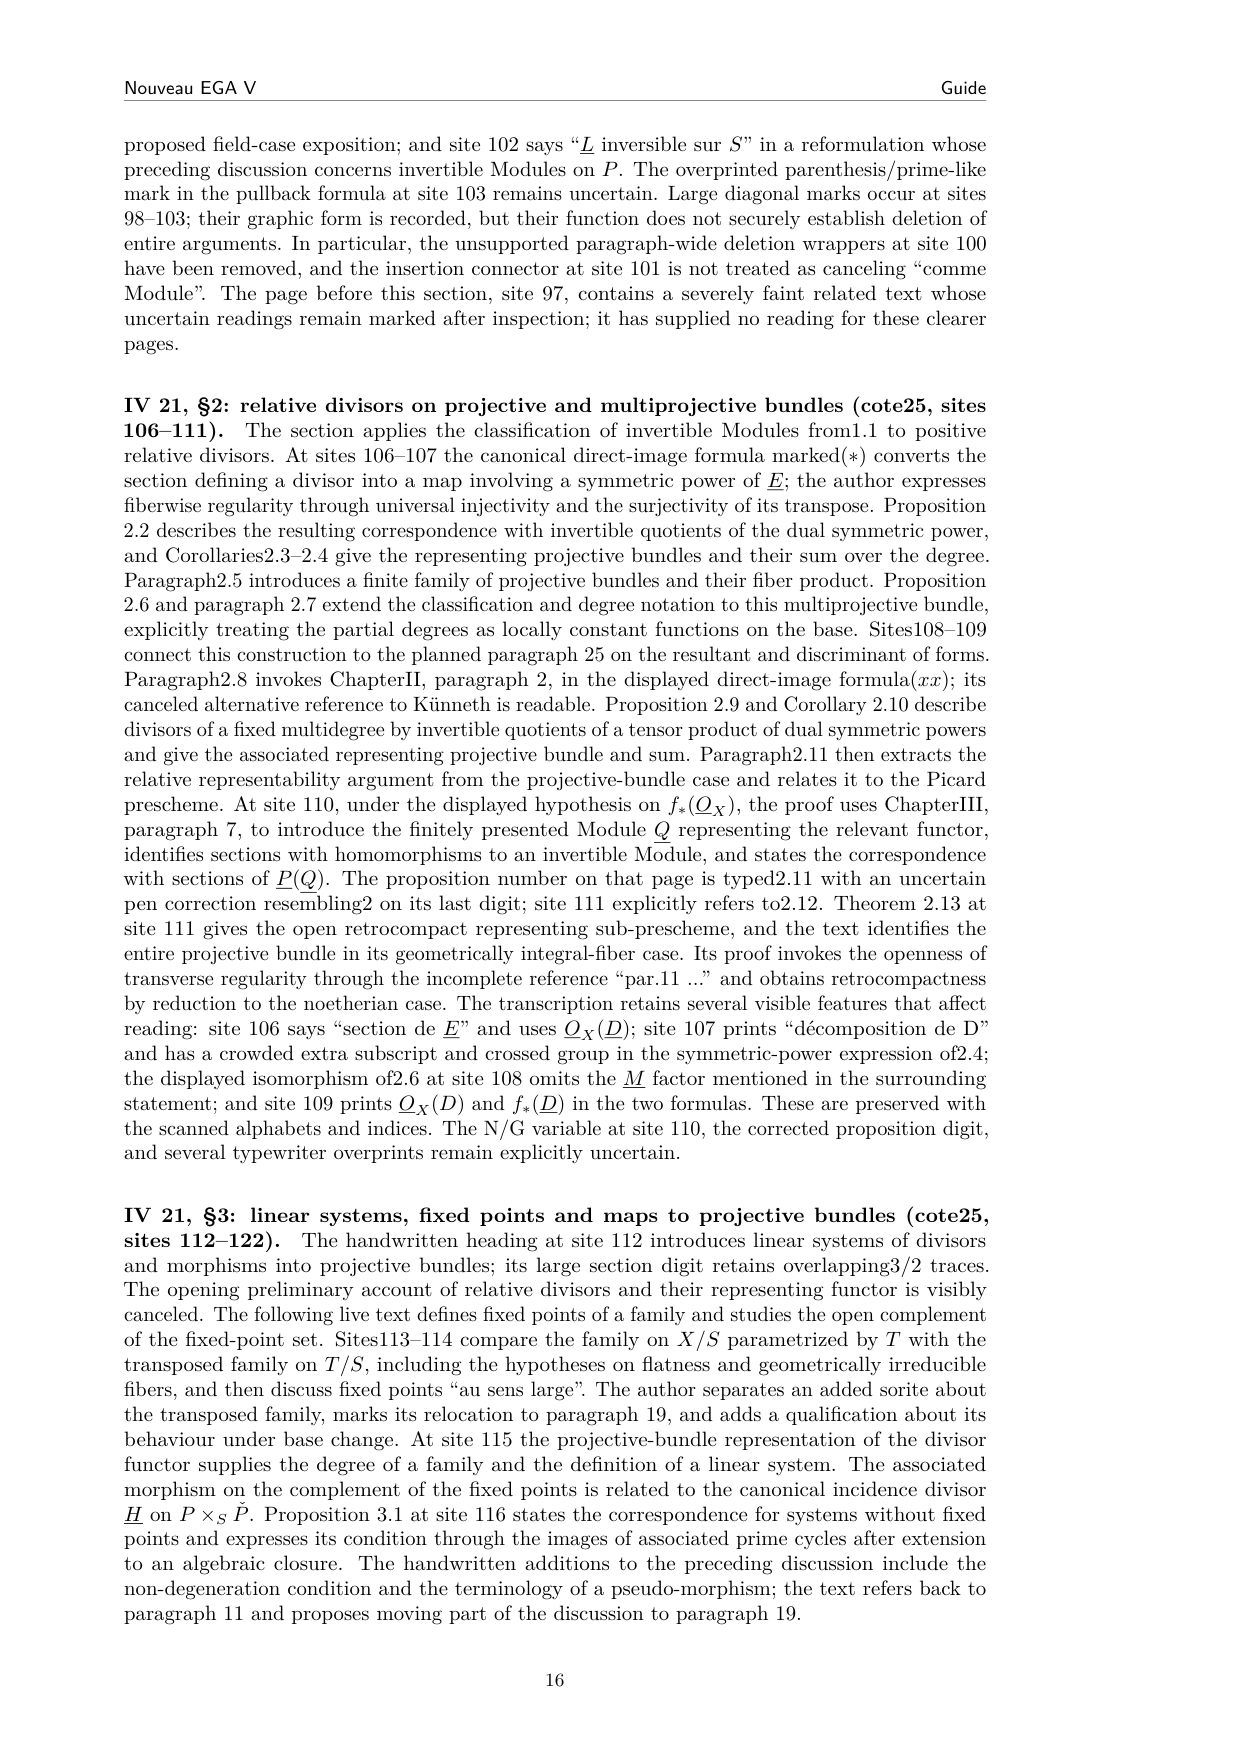 Nouveau EGA V Guide
proposed field-case exposition; and site 102 says “L inversible sur S” in a reformulation whose
preceding discussion concerns invertible Modules on P. The overprinted parenthesis/prime-like
mark in the pullback formula at site 103 remains uncertain. Large diagonal marks occur at sites
98–103; their graphic form is recorded, but their function does not securely establish deletion of
entire arguments. In particular, the unsupported paragraph-wide deletion wrappers at site 100
have been removed, and the insertion connector at site 101 is not treated as canceling “comme
Module”. The page before this section, site 97, contains a severely faint related text whose
uncertain readings remain marked after inspection; it has supplied no reading for these clearer
pages.
IV 21, §2: relative divisors on projective and multiprojective bundles (cote25, sites
106–111). The section applies the classification of invertible Modules from1.1 to positive
relative divisors. At sites 106–107 the canonical direct-image formula marked(∗) converts the
section defining a divisor into a map involving a symmetric power of E; the author expresses
fiberwise regularity through universal injectivity and the surjectivity of its transpose. Proposition
2.2 describes the resulting correspondence with invertible quotients of the dual symmetric power,
and Corollaries2.3–2.4 give the representing projective bundles and their sum over the degree.
Paragraph2.5 introduces a finite family of projective bundles and their fiber product. Proposition
2.6 and paragraph 2.7 extend the classification and degree notation to this multiprojective bundle,
explicitly treating the partial degrees as locally constant functions on the base. Sites108–109
connect this construction to the planned paragraph 25 on the resultant and discriminant of forms.
Paragraph2.8 invokes ChapterII, paragraph 2, in the displayed direct-image formula(xx); its
canceled alternative reference to Künneth is readable. Proposition 2.9 and Corollary 2.10 describe
divisors of a fixed multidegree by invertible quotients of a tensor product of dual symmetric powers
and give the associated representing projective bundle and sum. Paragraph2.11 then extracts the
relative representability argument from the projective-bundle case and relates it to the Picard
prescheme. At site 110, under the displayed hypothesis on f∗(O_X), the proof uses ChapterIII,
paragraph 7, to introduce the finitely presented Module Q representing the relevant functor,
identifies sections with homomorphisms to an invertible Module, and states the correspondence
with sections of P(Q). The proposition number on that page is typed2.11 with an uncertain
pen correction resembling2 on its last digit; site 111 explicitly refers to2.12. Theorem 2.13 at
site 111 gives the open retrocompact representing sub-prescheme, and the text identifies the
entire projective bundle in its geometrically integral-fiber case. Its proof invokes the openness of
transverse regularity through the incomplete reference “par.11 ...” and obtains retrocompactness
by reduction to the noetherian case. The transcription retains several visible features that affect
reading: site 106 says “section de E” and uses O_X(D); site 107 prints “décomposition de D”
and has a crowded extra subscript and crossed group in the symmetric-power expression of2.4;
the displayed isomorphism of2.6 at site 108 omits the M factor mentioned in the surrounding
statement; and site 109 prints O_X(D) and f∗(D) in the two formulas. These are preserved with
the scanned alphabets and indices. The N/G variable at site 110, the corrected proposition digit,
and several typewriter overprints remain explicitly uncertain.
IV 21, §3: linear systems, fixed points and maps to projective bundles (cote25,
sites 112–122). The handwritten heading at site 112 introduces linear systems of divisors
and morphisms into projective bundles; its large section digit retains overlapping3/2 traces.
The opening preliminary account of relative divisors and their representing functor is visibly
canceled. The following live text defines fixed points of a family and studies the open complement
of the fixed-point set. Sites113–114 compare the family on X/S parametrized by T with the
transposed family on T/S, including the hypotheses on flatness and geometrically irreducible
fibers, and then discuss fixed points “au sens large”. The author separates an added sorite about
the transposed family, marks its relocation to paragraph 19, and adds a qualification about its
behaviour under base change. At site 115 the projective-bundle representation of the divisor
functor supplies the degree of a family and the definition of a linear system. The associated
morphism on the complement of the fixed points is related to the canonical incidence divisor
H on P ×_S P̌. Proposition 3.1 at site 116 states the correspondence for systems without fixed
points and expresses its condition through the images of associated prime cycles after extension
to an algebraic closure. The handwritten additions to the preceding discussion include the
non-degeneration condition and the terminology of a pseudo-morphism; the text refers back to
paragraph 11 and proposes moving part of the discussion to paragraph 19.
16